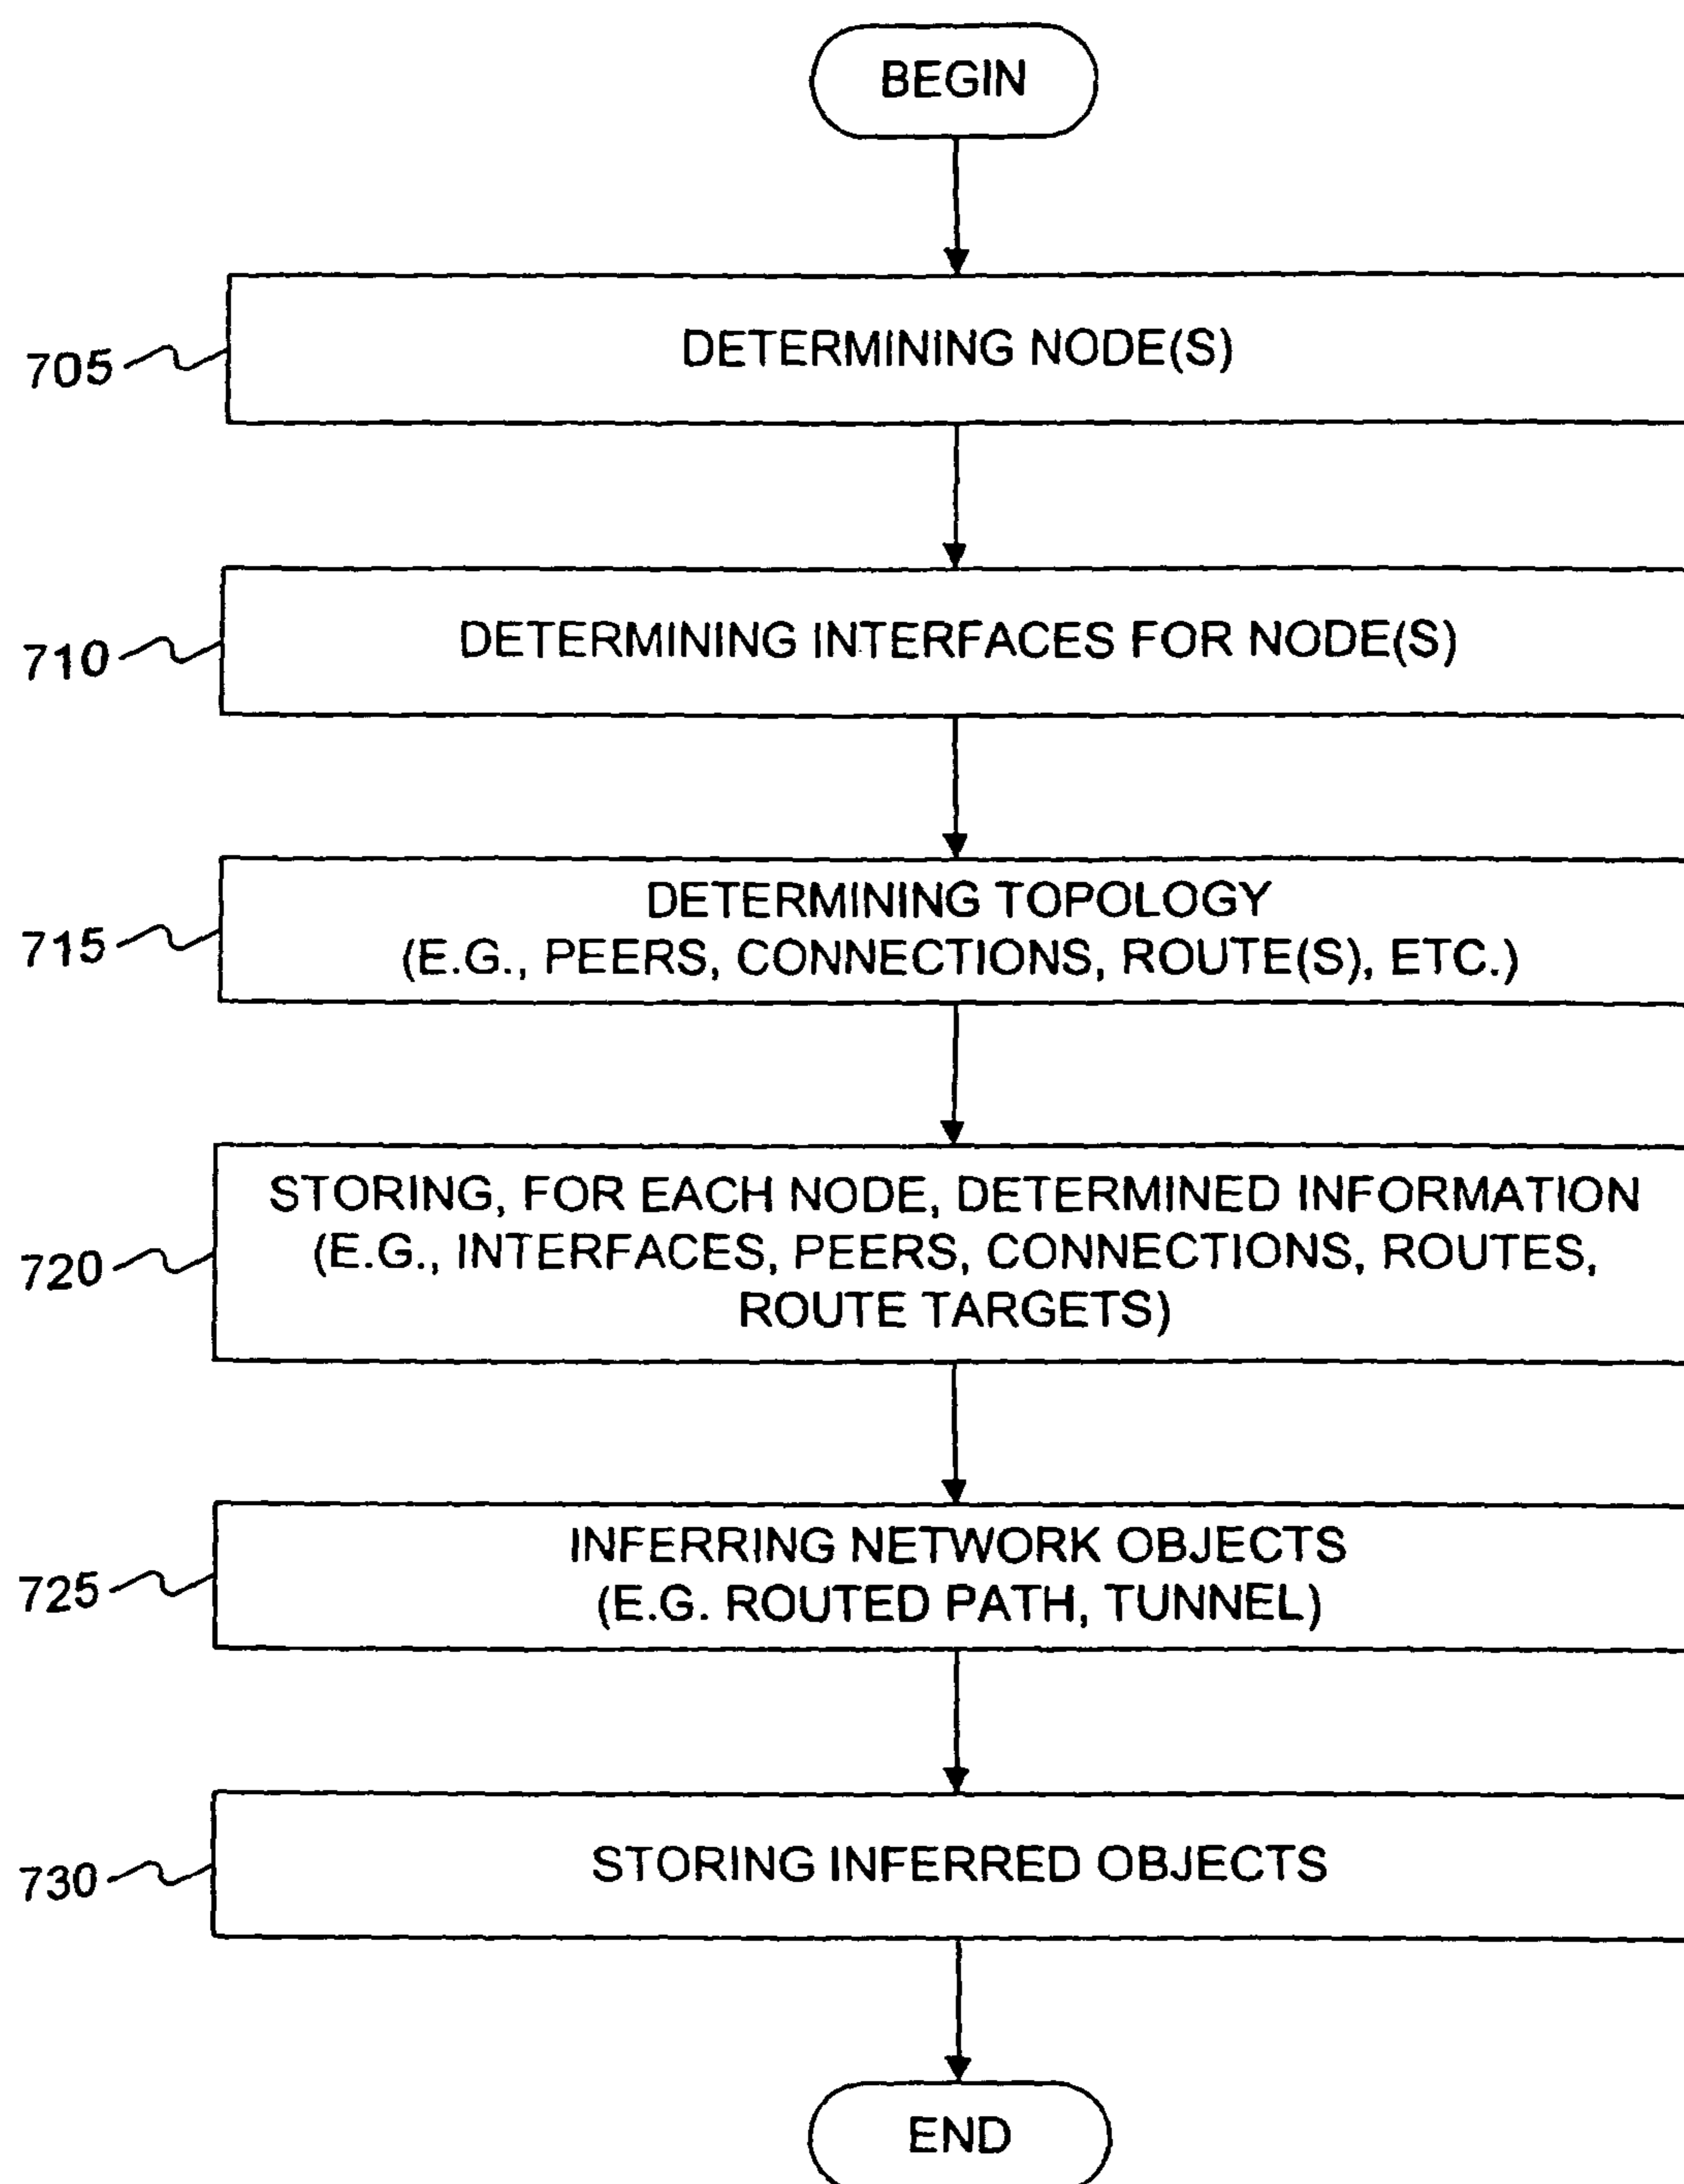 BEGIN
705
DETERMINING NODE(S)
710
DETERMINING INTERFACES FOR NODE(S)
715
DETERMINING TOPOLOGY
(E.G., PEERS, CONNECTIONS, ROUTE(S), ETC.)
720
STORING, FOR EACH NODE, DETERMINED INFORMATION
(E.G., INTERFACES, PEERS, CONNECTIONS, ROUTES,
ROUTE TARGETS)
725
INFERRING NETWORK OBJECTS
(E.G. ROUTED PATH, TUNNEL)
730
STORING INFERRED OBJECTS
END